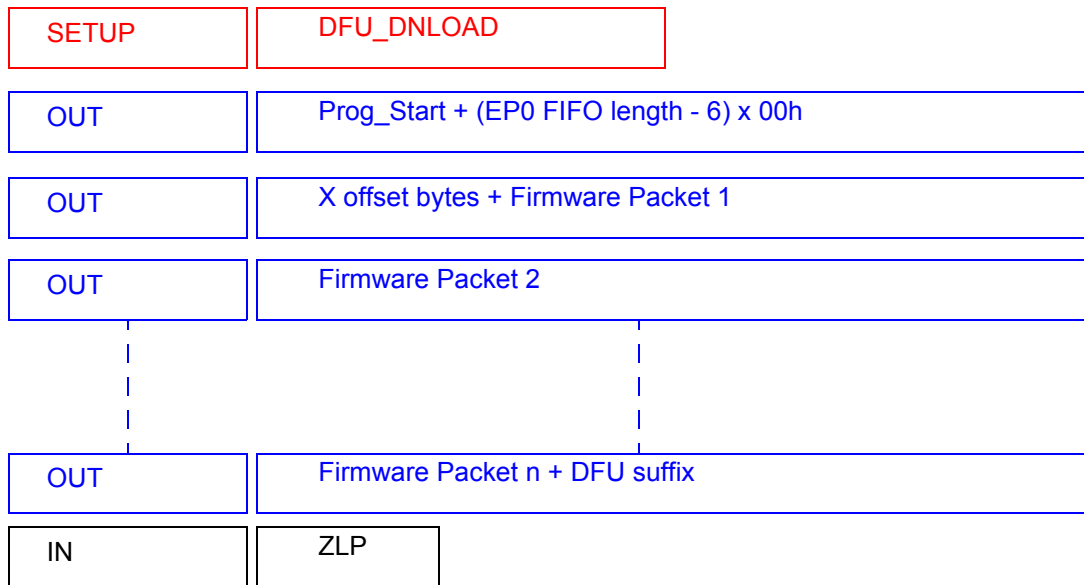 SETUP DFU_DNLOAD
OUT Prog_Start + (EP0 FIFO length - 6) x 00h
OUT X offset bytes + Firmware Packet 1
OUT Firmware Packet 2
OUT Firmware Packet n + DFU suffix
IN ZLP